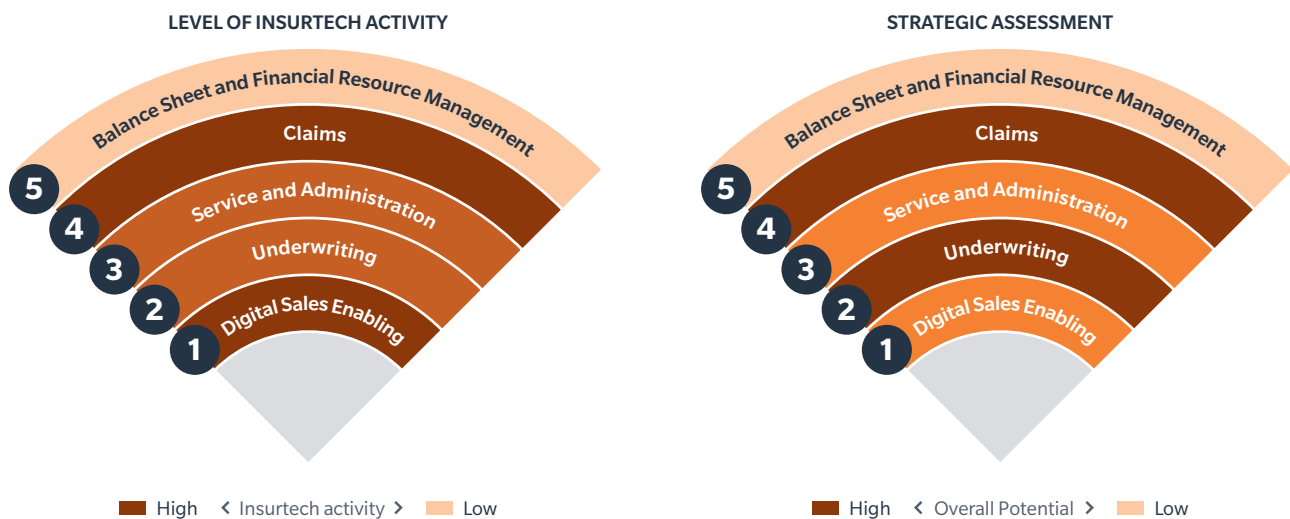 LEVEL OF INSURTECH ACTIVITY
Balance Sheet and Financial Resource Management
Claims
Service and Administration
Underwriting
Digital Sales Enabling
5
4
3
2
1
High < Insurtech activity > Low
STRATEGIC ASSESSMENT
Balance Sheet and Financial Resource Management
Claims
Service and Administration
Underwriting
Digital Sales Enabling
5
4
3
2
1
High < Overall Potential > Low